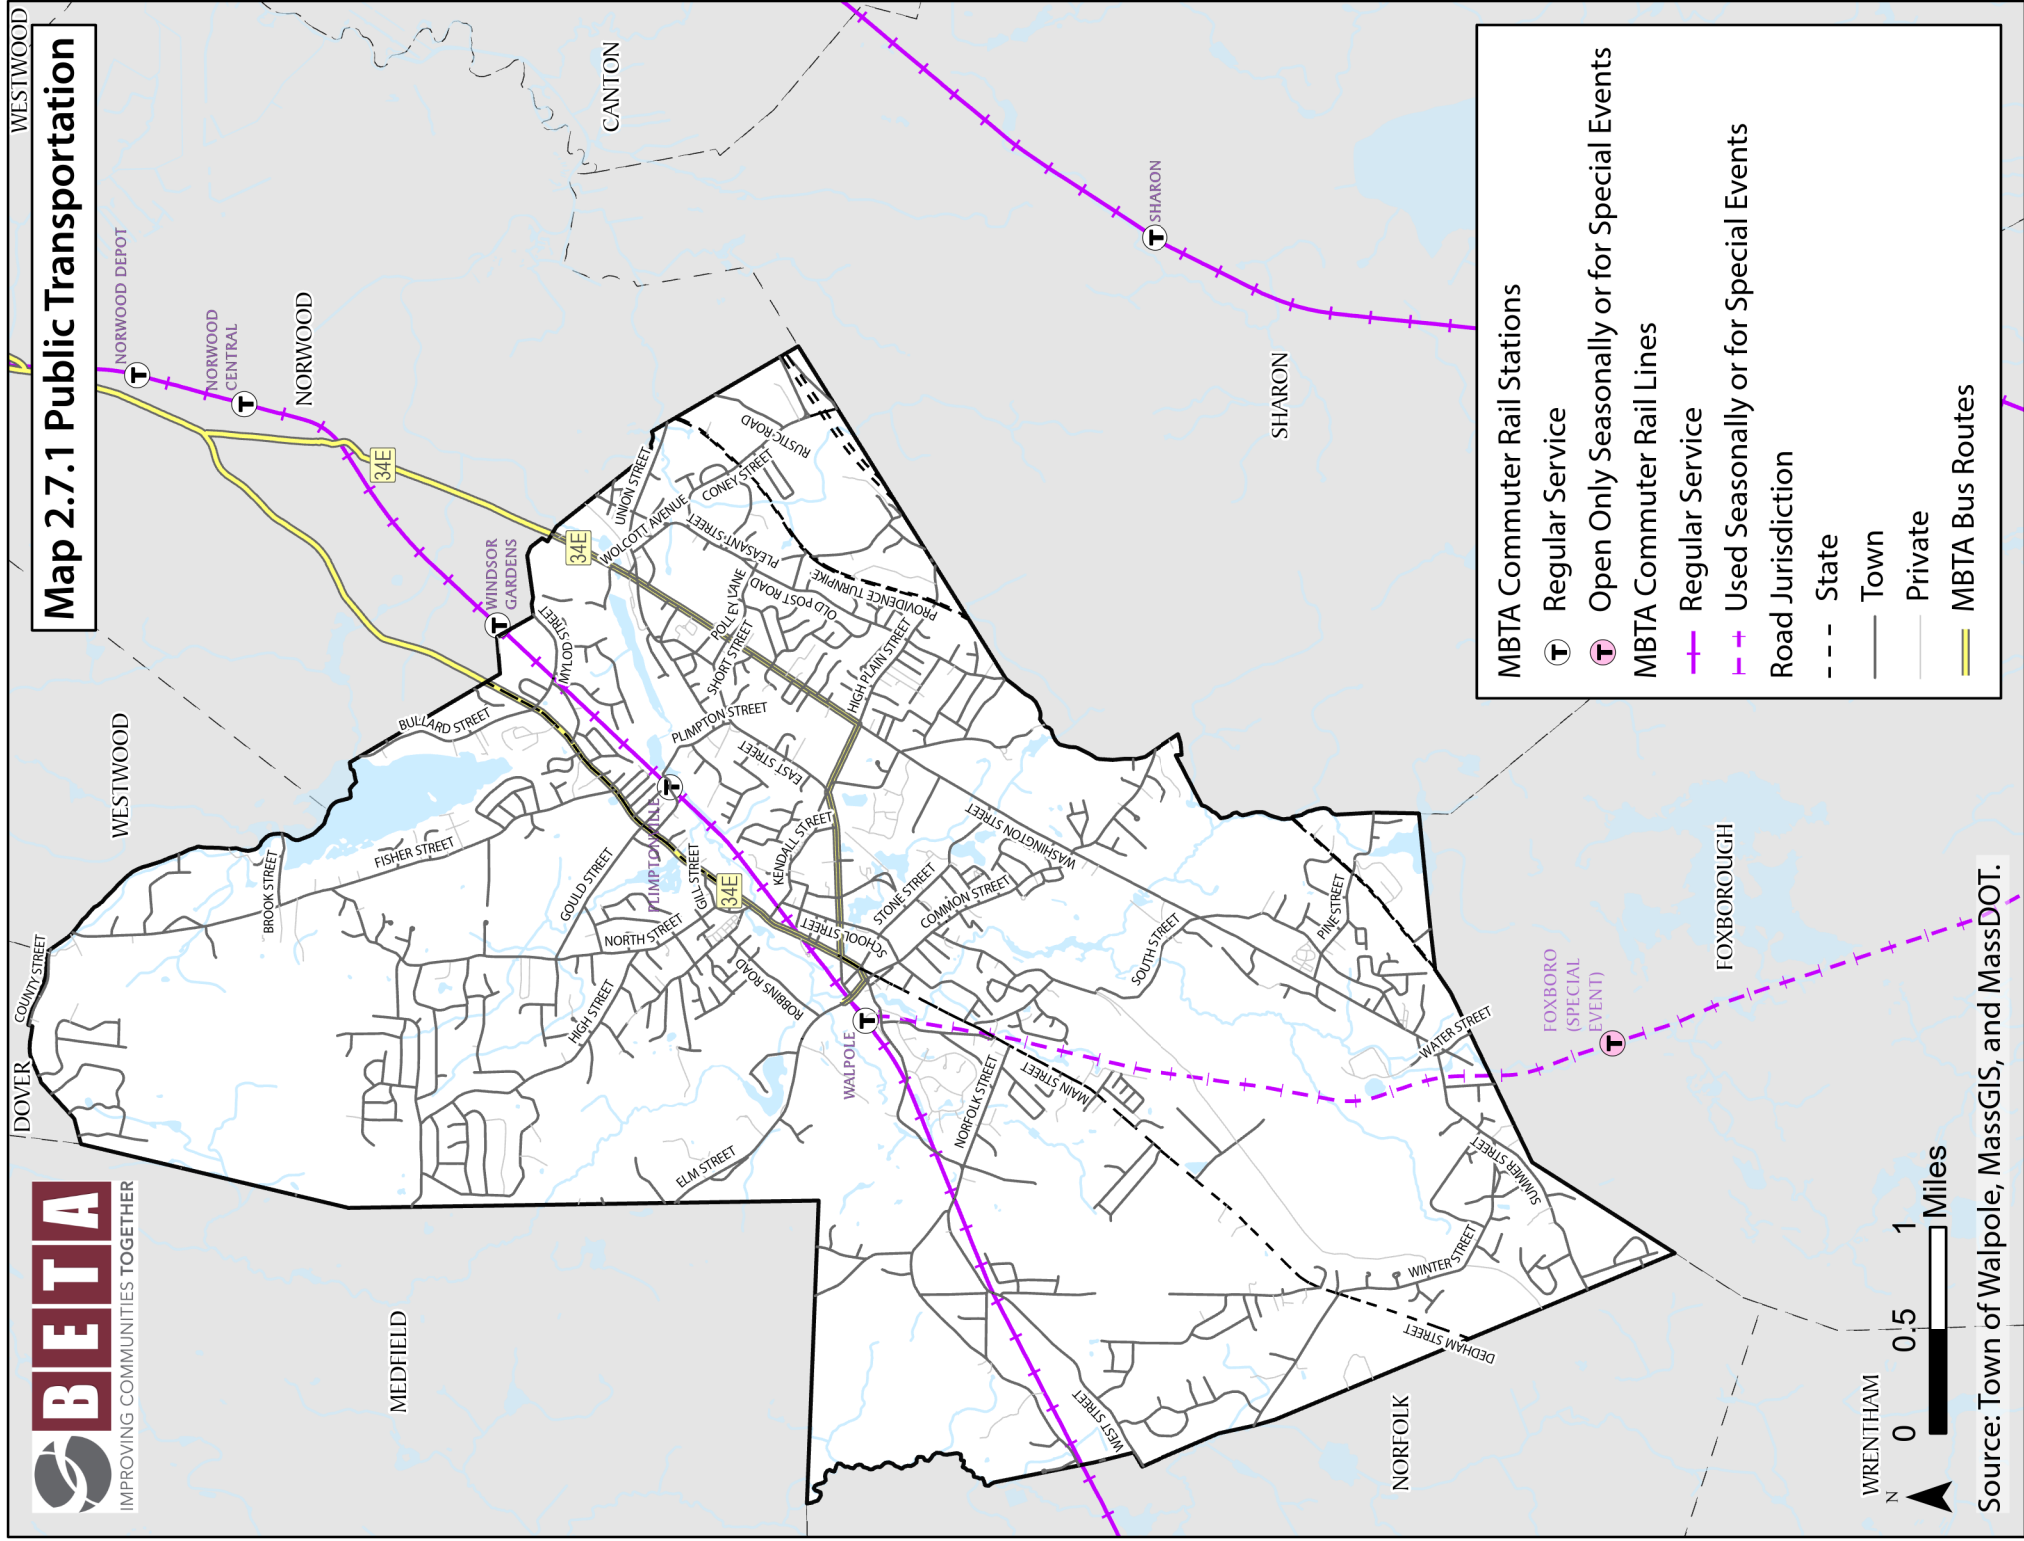 Map 2.7.1 Public Transportation
BETA
IMPROVING COMMUNITIES TOGETHER
WESTWOOD
DOVER
WESTWOOD
CANTON
NORWOOD
MEDFIELD
SHARON
NORFOLK
FOXBOROUGH
WRENTHAM
NORWOOD DEPOT
NORWOOD
CENTRAL
WINDSOR
GARDENS
PLIMPTONVILLE
WALPOLE
SHARON
FOXBORO
(SPECIAL
EVENT)
T
T
T
T
T
T
T
34E
34E
34E
COUNTY STREET
BROOK STREET
FISHER STREET
BULLARD STREET
MYLOD STREET
UNION STREET
WOLCOTT AVENUE
CONEY STREET
RUSTIC ROAD
PLEASANT STREET
POLLEY LANE
OLD POST ROAD
PROVIDENCE TURNPIKE
SHORT STREET
HIGH PLAIN STREET
PLIMPTON STREET
EAST STREET
GOULD STREET
GILL STREET
KENDALL STREET
NORTH STREET
HIGH STREET
ROBBINS ROAD
SCHOOL STREET
STONE STREET
COMMON STREET
WASHINGTON STREET
SOUTH STREET
PINE STREET
WATER STREET
ELM STREET
NORFOLK STREET
MAIN STREET
SUMMER STREET
WINTER STREET
DEDHAM STREET
WEST STREET
MBTA Commuter Rail Stations
T Regular Service
T Open Only Seasonally or for Special Events
MBTA Commuter Rail Lines
Regular Service
Used Seasonally or for Special Events
Road Jurisdiction
State
Town
Private
MBTA Bus Routes
N
0 0.5 1
Miles
Source: Town of Walpole, MassGIS, and MassDOT.